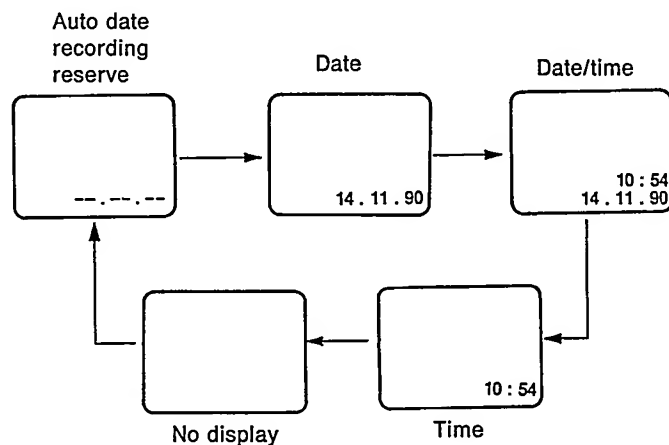 Auto date
recording
reserve
Date
Date/time
--.--.--
14 . 11 . 90
10 : 54
14 . 11 . 90
10 : 54
No display
Time